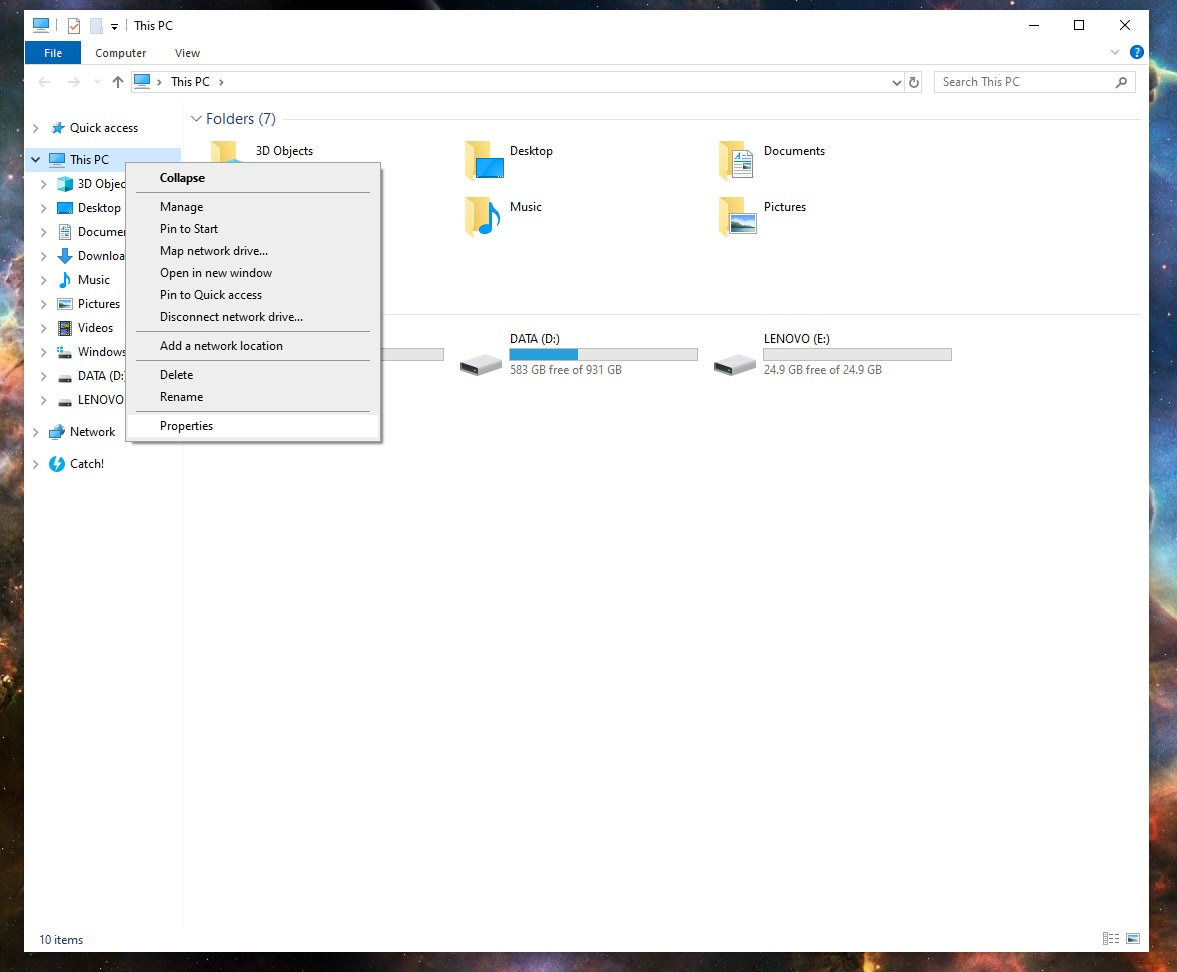 This PC
File
Computer
View
This PC
Search This PC
Quick access
This PC
3D Objec
Desktop
Documen
Downloa
Music
Pictures
Videos
Windows
DATA (D:
LENOVO
Network
Catch!
Collapse
Manage
Pin to Start
Map network drive...
Open in new window
Pin to Quick access
Disconnect network drive...
Add a network location
Delete
Rename
Properties
Folders (7)
3D Objects
Desktop
Documents
Music
Pictures
DATA (D:)
583 GB free of 931 GB
LENOVO (E:)
24.9 GB free of 24.9 GB
10 items